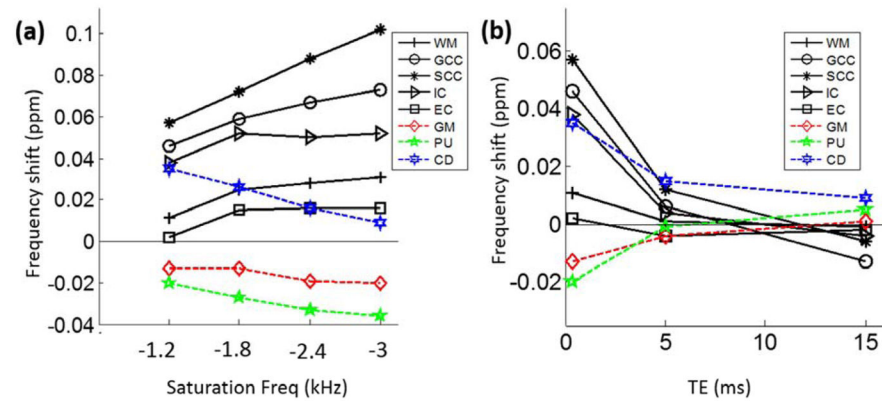 (a)
Frequency shift (ppm)
0.1
0.08
0.06
0.04
0.02
0
-0.02
-0.04
-1.2 -1.8 -2.4 -3
Saturation Freq (kHz)
WM
GCC
SCC
IC
EC
GM
PU
CD
(b)
Frequency shift (ppm)
0.06
0.04
0.02
0
-0.02
0 5 10 15
TE (ms)
WM
GCC
SCC
IC
EC
GM
PU
CD